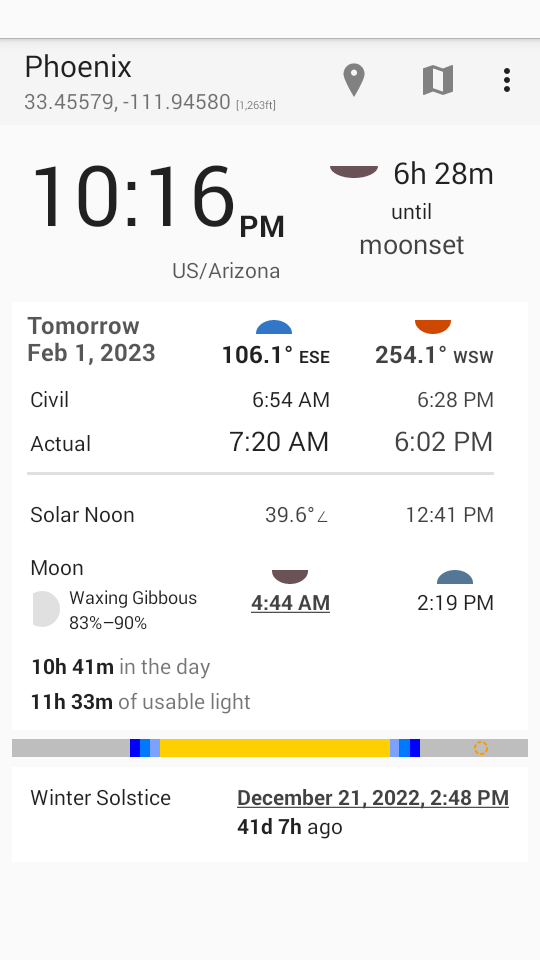 Phoenix
33.45579, -111.94580 [1,263ft]
10:16 PM
US/Arizona
6h 28m
until
moonset
Tomorrow
Feb 1, 2023
106.1° ESE 254.1° WSW
Civil 6:54 AM 6:28 PM
Actual 7:20 AM 6:02 PM
Solar Noon 39.6°∠ 12:41 PM
Moon
Waxing Gibbous
83%–90%
4:44 AM 2:19 PM
10h 41m in the day
11h 33m of usable light
Winter Solstice December 21, 2022, 2:48 PM
41d 7h ago